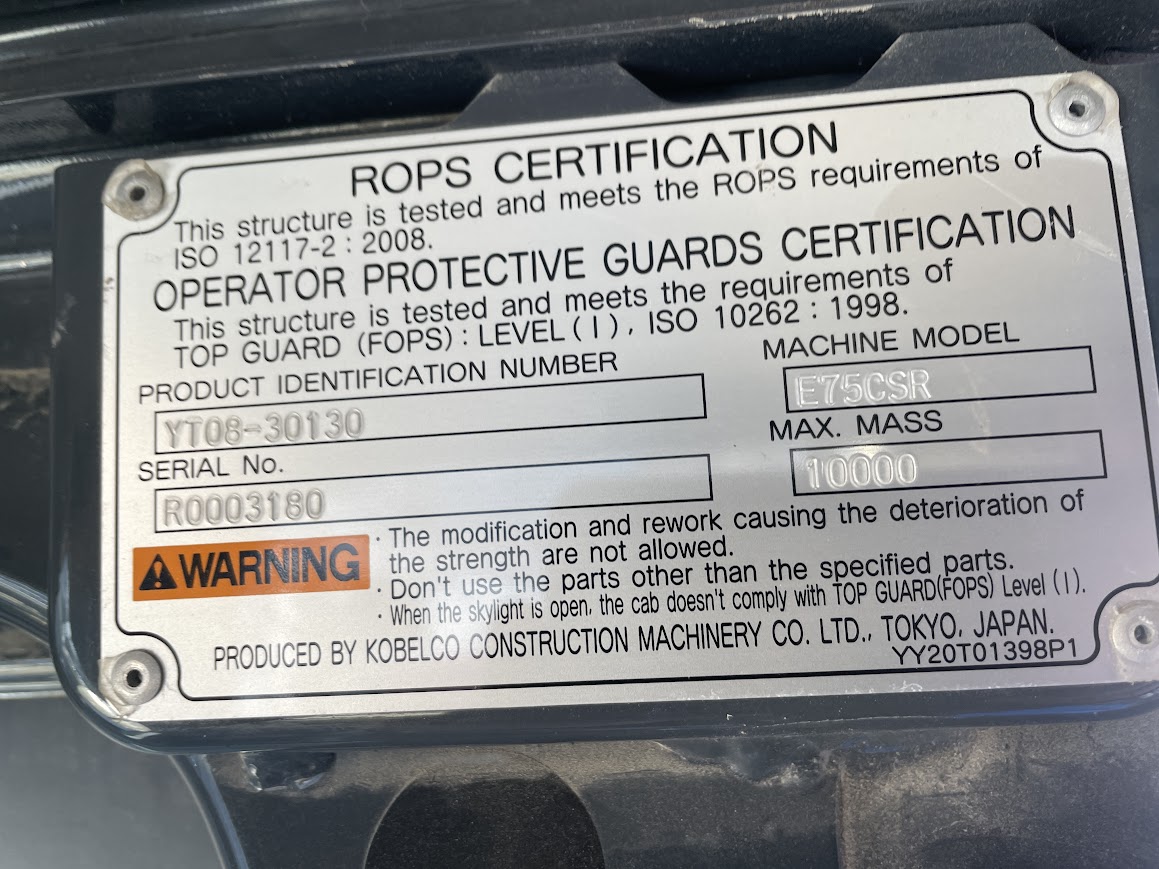 ROPS CERTIFICATION
This structure is tested and meets the ROPS requirements of
ISO 12117-2 : 2008.
OPERATOR PROTECTIVE GUARDS CERTIFICATION
This structure is tested and meets the requirements of
TOP GUARD (FOPS) : LEVEL ( I ) , ISO 10262 : 1998.
PRODUCT IDENTIFICATION NUMBER
YT08-30130
MACHINE MODEL
E75CSR
SERIAL No.
R0003180
MAX. MASS
10000
WARNING
· The modification and rework causing the deterioration of
the strength are not allowed.
· Don't use the parts other than the specified parts.
· When the skylight is open, the cab doesn't comply with TOP GUARD(FOPS) Level ( I ).
PRODUCED BY KOBELCO CONSTRUCTION MACHINERY CO. LTD., TOKYO, JAPAN.
YY20T01398P1